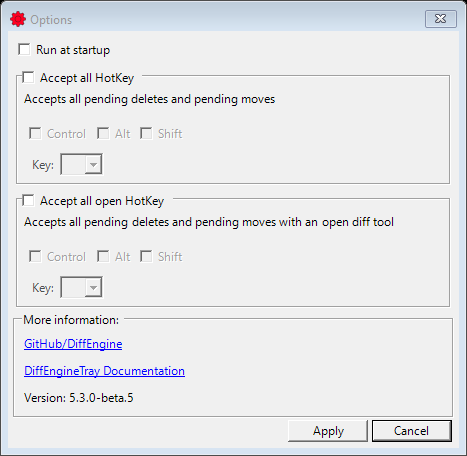 Options
Run at startup
Accept all HotKey
Accepts all pending deletes and pending moves
Control Alt Shift
Key:
Accept all open HotKey
Accepts all pending deletes and pending moves with an open diff tool
Control Alt Shift
Key:
More information:
GitHub/DiffEngine
DiffEngineTray Documentation
Version: 5.3.0-beta.5
Apply Cancel